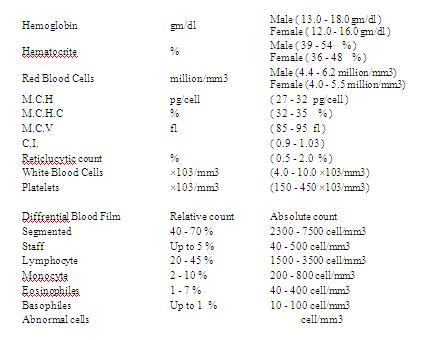 Hemoglobin gm/dl Male ( 13.0 - 18.0 gm/dl )
Female ( 12.0 - 16.0 gm/dl )
Hematocrite % Male ( 39 - 54 %)
Female ( 36 - 48 %)
Red Blood Cells million/mm3 Male (4.4 - 6.2 million/mm3)
Female (4.0 - 5.5 million/mm3)
M.C.H pg/cell ( 27 - 32 pg/cell )
M.C.H.C % ( 32 - 35 %)
M.C.V fl ( 85 - 95 fl)
C.I. ( 0.9 - 1.03)
Reticlucytic count % ( 0.5 - 2.0 %)
White Blood Cells ×103/mm3 (4.0 - 10.0 ×103/mm3)
Platelets ×103/mm3 (150 - 450 ×103/mm3)
Diffrential Blood Film Relative count Absolute count
Segmented 40 - 70 % 2300 - 7500 cell/mm3
Staff Up to 5 % 40 - 500 cell/mm3
Lymphocyte 20 - 45 % 1500 - 3500 cell/mm3
Monocyte 2 - 10 % 200 - 800 cell/mm3
Eosinophiles 1 - 7 % 40 - 400 cell/mm3
Basophiles Up to 1 % 10 - 100 cell/mm3
Abnormal cells cell/mm3